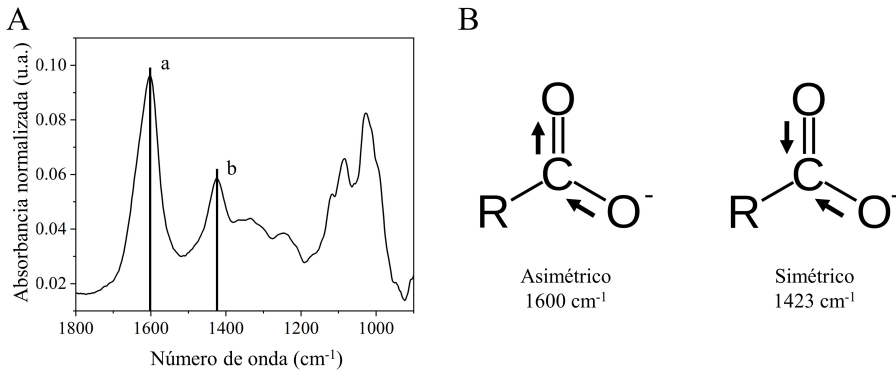 A
B
Absorbancia normalizada (u.a.)
0.10
0.08
0.06
0.04
0.02
a
b
1800
1600
1400
1200
1000
Número de onda (cm⁻¹)
O
C
R
O⁻
Asimétrico
1600 cm⁻¹
O
C
R
O⁻
Simétrico
1423 cm⁻¹